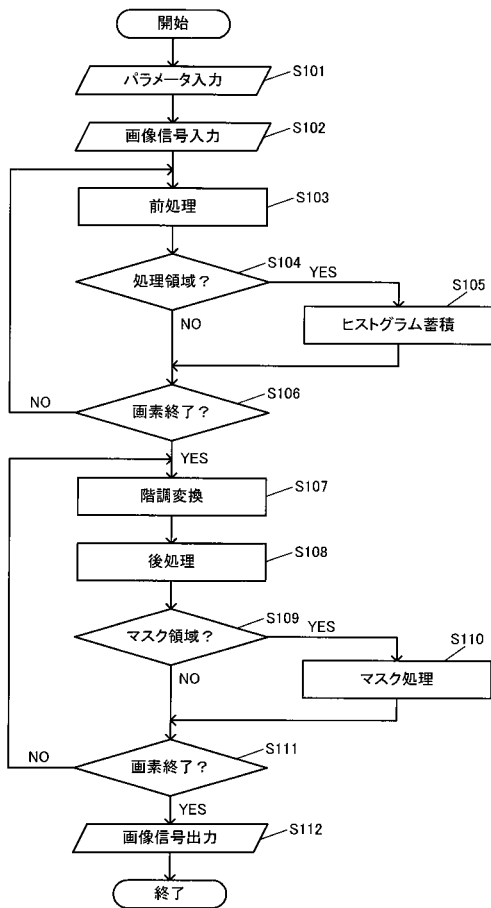 開始
パラメータ入力
S101
画像信号入力
S102
前処理
S103
処理領域?
S104
YES
NO
ヒストグラム蓄積
S105
画素終了?
S106
NO
YES
階調変換
S107
後処理
S108
マスク領域?
S109
YES
NO
マスク処理
S110
画素終了?
S111
NO
YES
画像信号出力
S112
終了